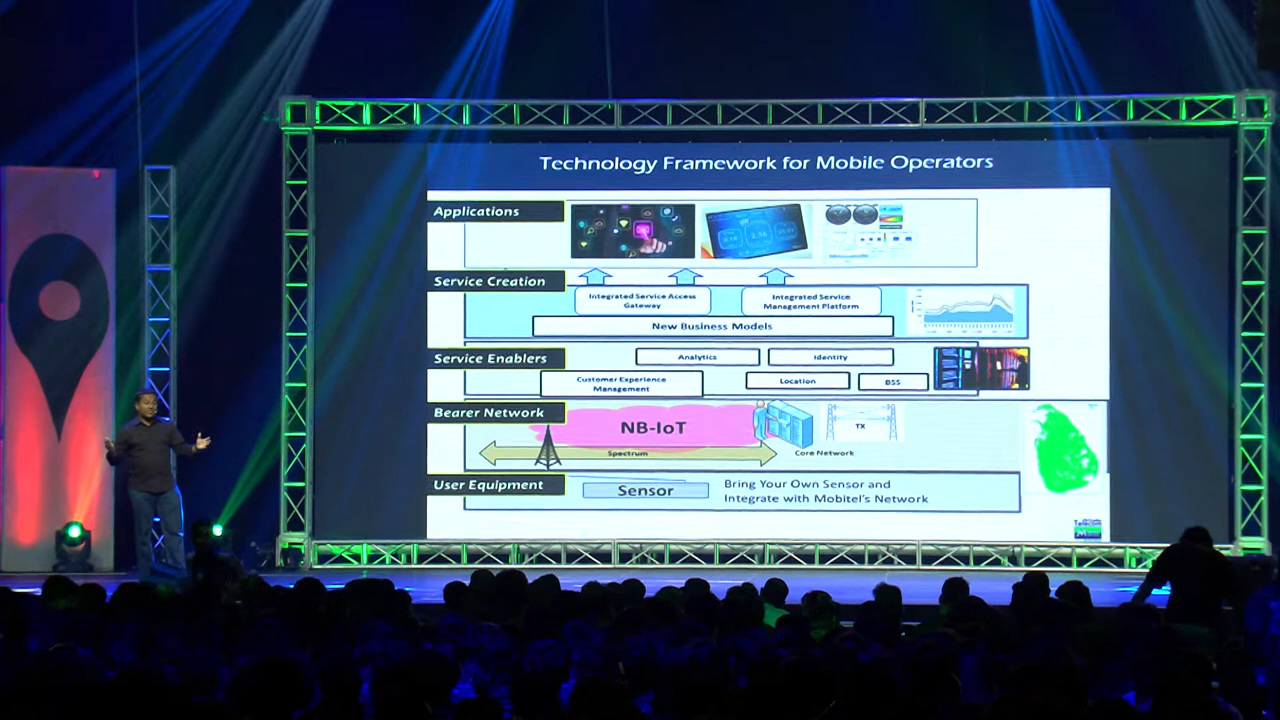 Technology Framework for Mobile Operators
Applications
Service Creation
Integrated Service Access
Gateway
Integrated Service
Management Platform
New Business Models
Service Enablers
Analytics
Identity
Customer Experience
Management
Location
BSS
Bearer Network
NB-IoT
TX
Spectrum
Core Network
User Equipment
Sensor
Bring Your Own Sensor and
Integrate with Mobitel's Network
Telecom